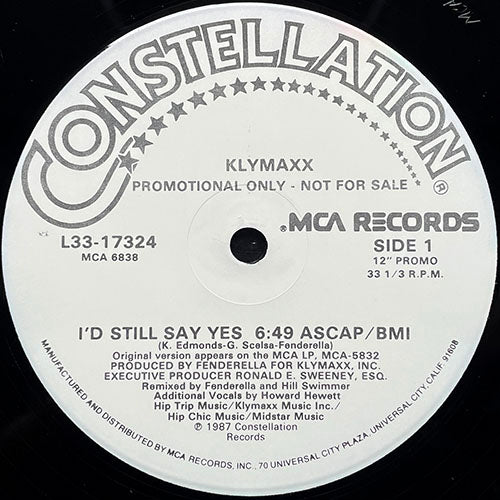 CONSTELLATION®
KLYMAXX
PROMOTIONAL ONLY - NOT FOR SALE
.MCA RECORDS
L33-17324
MCA 6838
SIDE 1
12" PROMO
33 1/3 R.P.M.
I'D STILL SAY YES 6:49 ASCAP/BMI
(K. Edmonds-G. Scelsa-Fenderella)
Original version appears on the MCA LP, MCA-5832
PRODUCED BY FENDERELLA FOR KLYMAXX, INC.
EXECUTIVE PRODUCER RONALD E. SWEENEY, ESQ.
Remixed by Fenderella and Hill Swimmer
Additional Vocals by Howard Hewett
Hip Trip Music/Klymaxx Music Inc./
Hip Chic Music/Midstar Music
℗ 1987 Constellation
Records
MANUFACTURED AND DISTRIBUTED BY MCA RECORDS, INC., 70 UNIVERSAL CITY PLAZA, UNIVERSAL CITY, CALIF. 91608